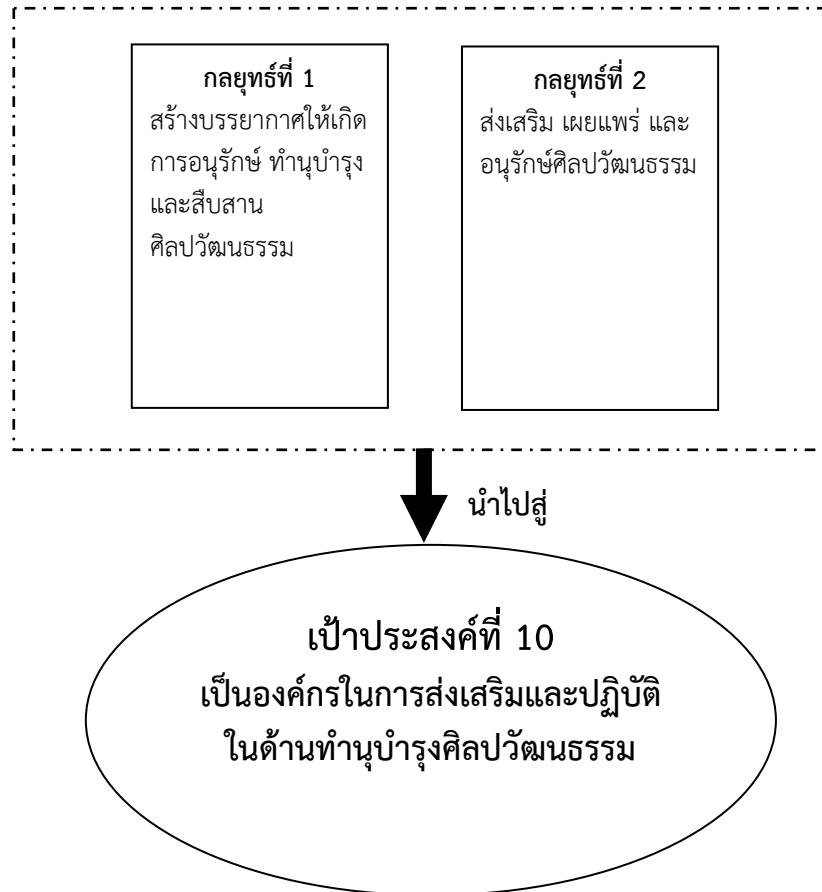 กลยุทธ์ที่ 1
สร้างบรรยากาศให้เกิด
การอนุรักษ์ ทำนุบำรุง
และสืบสาน
ศิลปวัฒนธรรม
กลยุทธ์ที่ 2
ส่งเสริม เผยแพร่ และ
อนุรักษ์ศิลปวัฒนธรรม
นำไปสู่
เป้าประสงค์ที่ 10
เป็นองค์กรในการส่งเสริมและปฏิบัติ
ในด้านทำนุบำรุงศิลปวัฒนธรรม